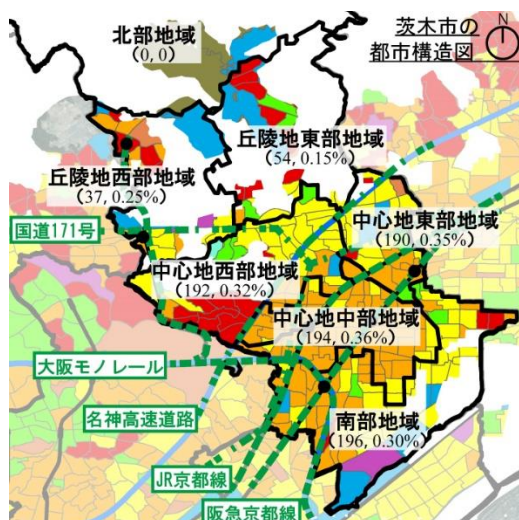 北部地域
(0, 0)
茨木市の
都市構造図
丘陵地東部地域
(54, 0.15%)
丘陵地西部地域
(37, 0.25%)
国道171号
中心地東部地域
(190, 0.35%)
中心地西部地域
(192, 0.32%)
中心地中部地域
(194, 0.36%)
大阪モノレール
名神高速道路
南部地域
(196, 0.30%)
JR京都線
阪急京都線